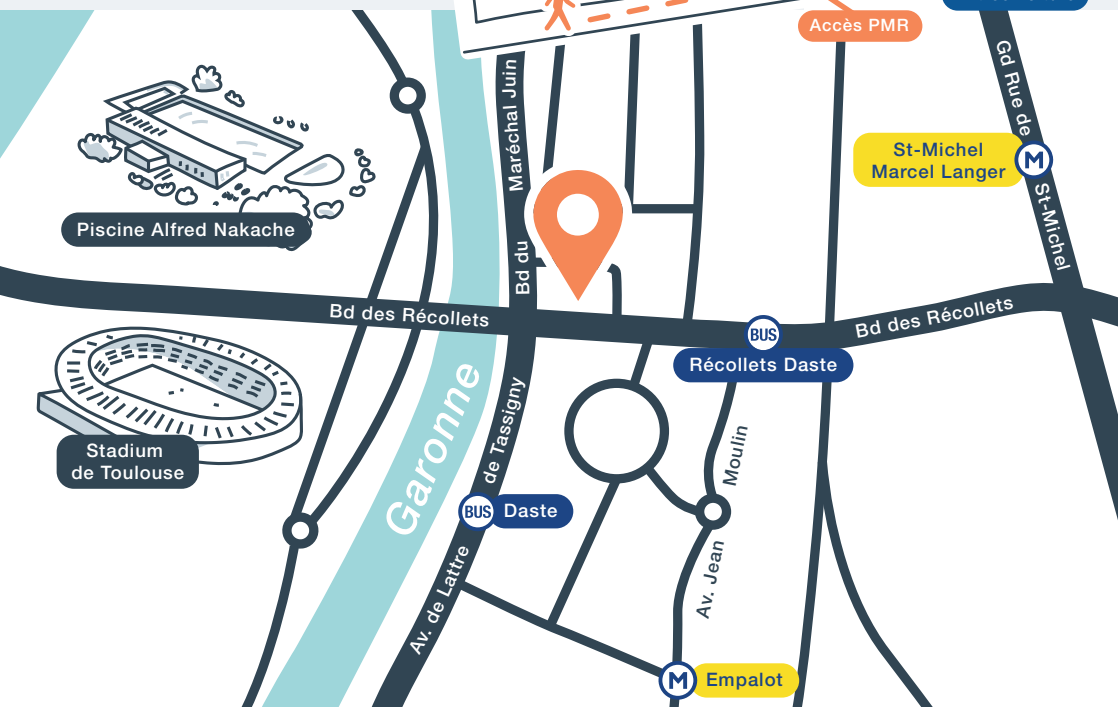 Accès PMR
Maréchal Juin
Bd du
Gd Rue de
St-Michel
St-Michel
Marcel Langer
M
Piscine Alfred Nakache
Bd des Récollets
BUS
Bd des Récollets
Récollets Daste
Garonne
de Tassigny
Moulin
Stadium
de Toulouse
BUS
Daste
Av. de Lattre
Av. Jean
M
Empalot